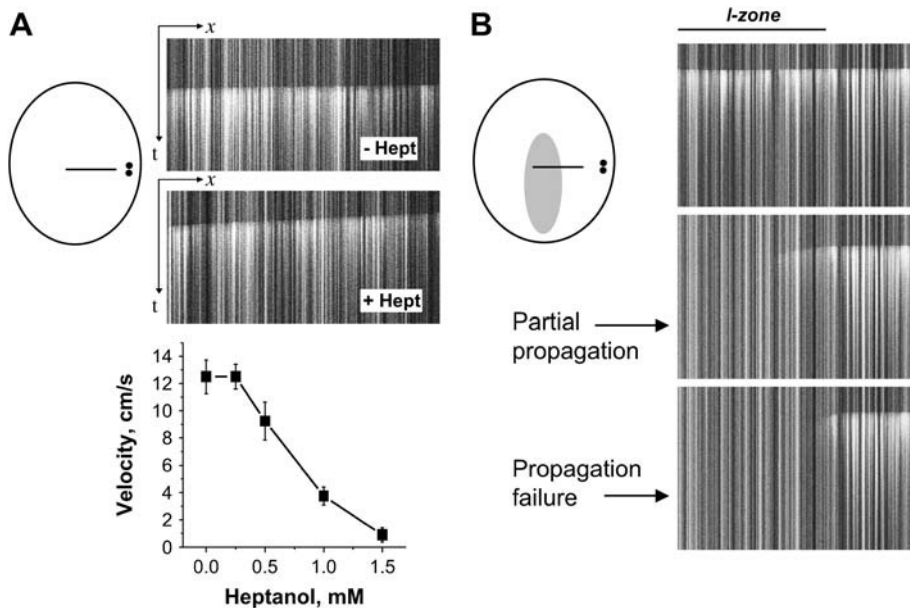 A
x
t
- Hept
x
t
+ Hept
14
12
10
8
6
4
2
0
Velocity, cm/s
0.0 0.5 1.0 1.5
Heptanol, mM
B
I-zone
Partial
propagation
Propagation
failure